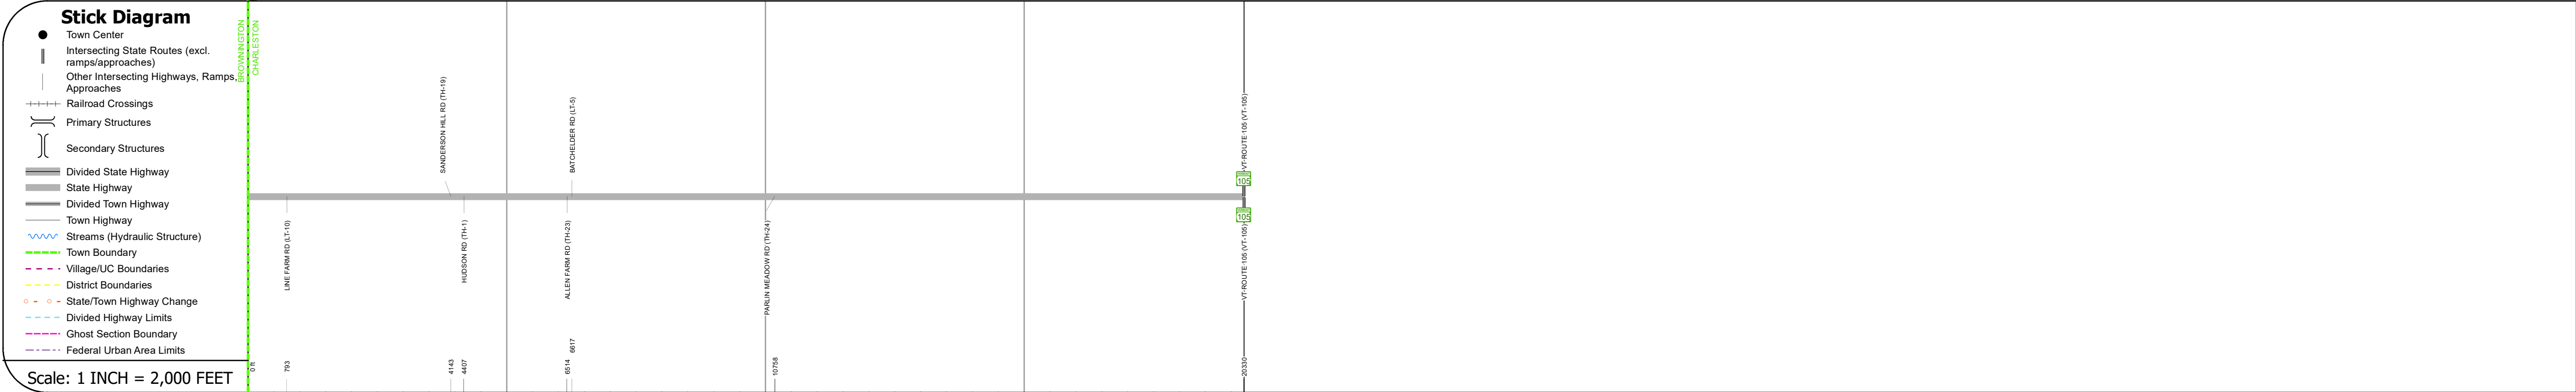 Stick Diagram
Town Center
Intersecting State Routes (excl.
ramps/approaches)
Other Intersecting Highways, Ramps,
Approaches
Railroad Crossings
Primary Structures
Secondary Structures
Divided State Highway
State Highway
Divided Town Highway
Town Highway
Streams (Hydraulic Structure)
Town Boundary
Village/UC Boundaries
District Boundaries
State/Town Highway Change
Divided Highway Limits
Ghost Section Boundary
Federal Urban Area Limits
Scale: 1 INCH = 2,000 FEET
BROWNINGTON
CHARLESTON
0 ft
LINE FARM RD (LT-10)
793
SANDERSON HILL RD (TH-19)
4143
HUDSON RD (TH-1)
4407
ALLEN FARM RD (TH-23)
6514
BATCHELDER RD (LT-5)
6617
PARLIN MEADOW RD (TH-24)
10758
VT-ROUTE 105 (VT-105)
105
105
VT-ROUTE 105 (VT-105)
20330